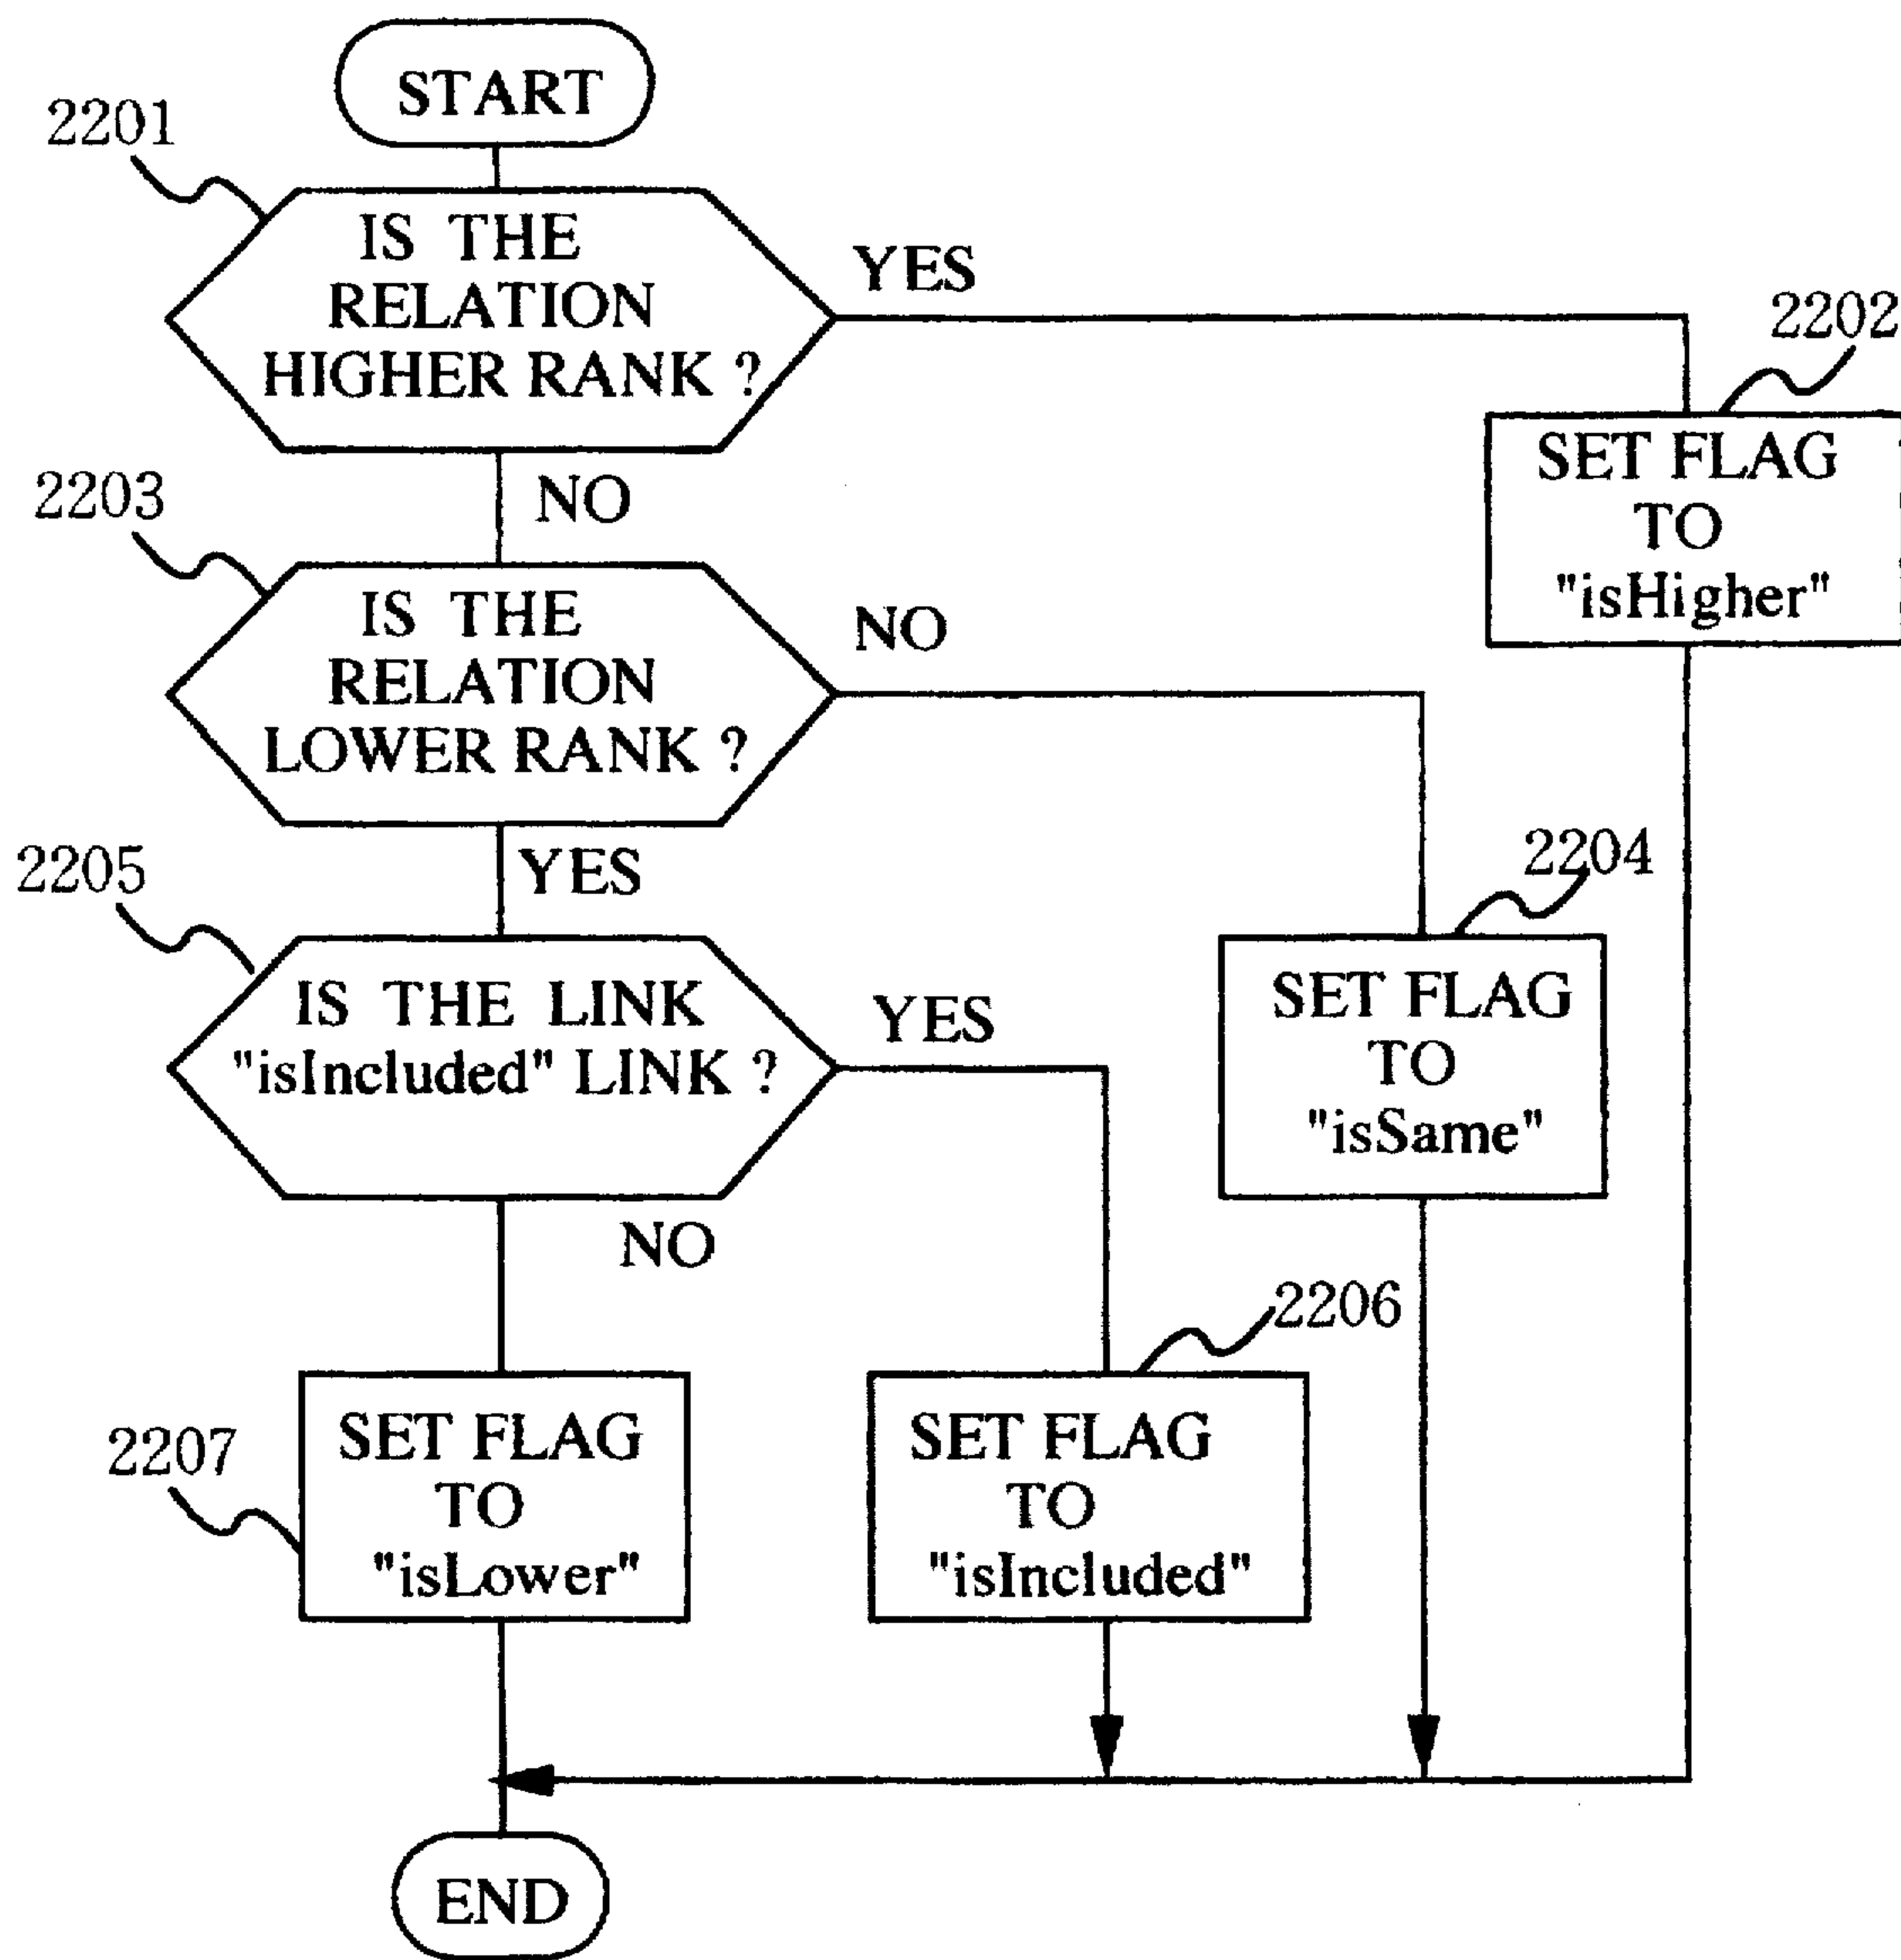 START
2201
IS THE
RELATION
HIGHER RANK ?
YES
2202
SET FLAG
TO
"isHigher"
NO
2203
IS THE
RELATION
LOWER RANK ?
NO
YES
2204
SET FLAG
TO
"isSame"
2205
IS THE LINK
"isIncluded" LINK ?
YES
NO
2206
SET FLAG
TO
"isIncluded"
2207
SET FLAG
TO
"isLower"
END